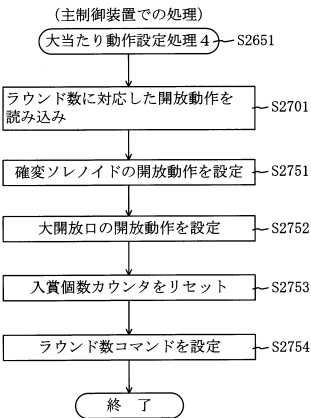 (主制御装置での処理)
大当たり動作設定処理4 S2651
ラウンド数に対応した開放動作を
読み込み S2701
確変ソレノイドの開放動作を設定 S2751
大開放口の開放動作を設定 S2752
入賞個数カウンタをリセット S2753
ラウンド数コマンドを設定 S2754
終 了